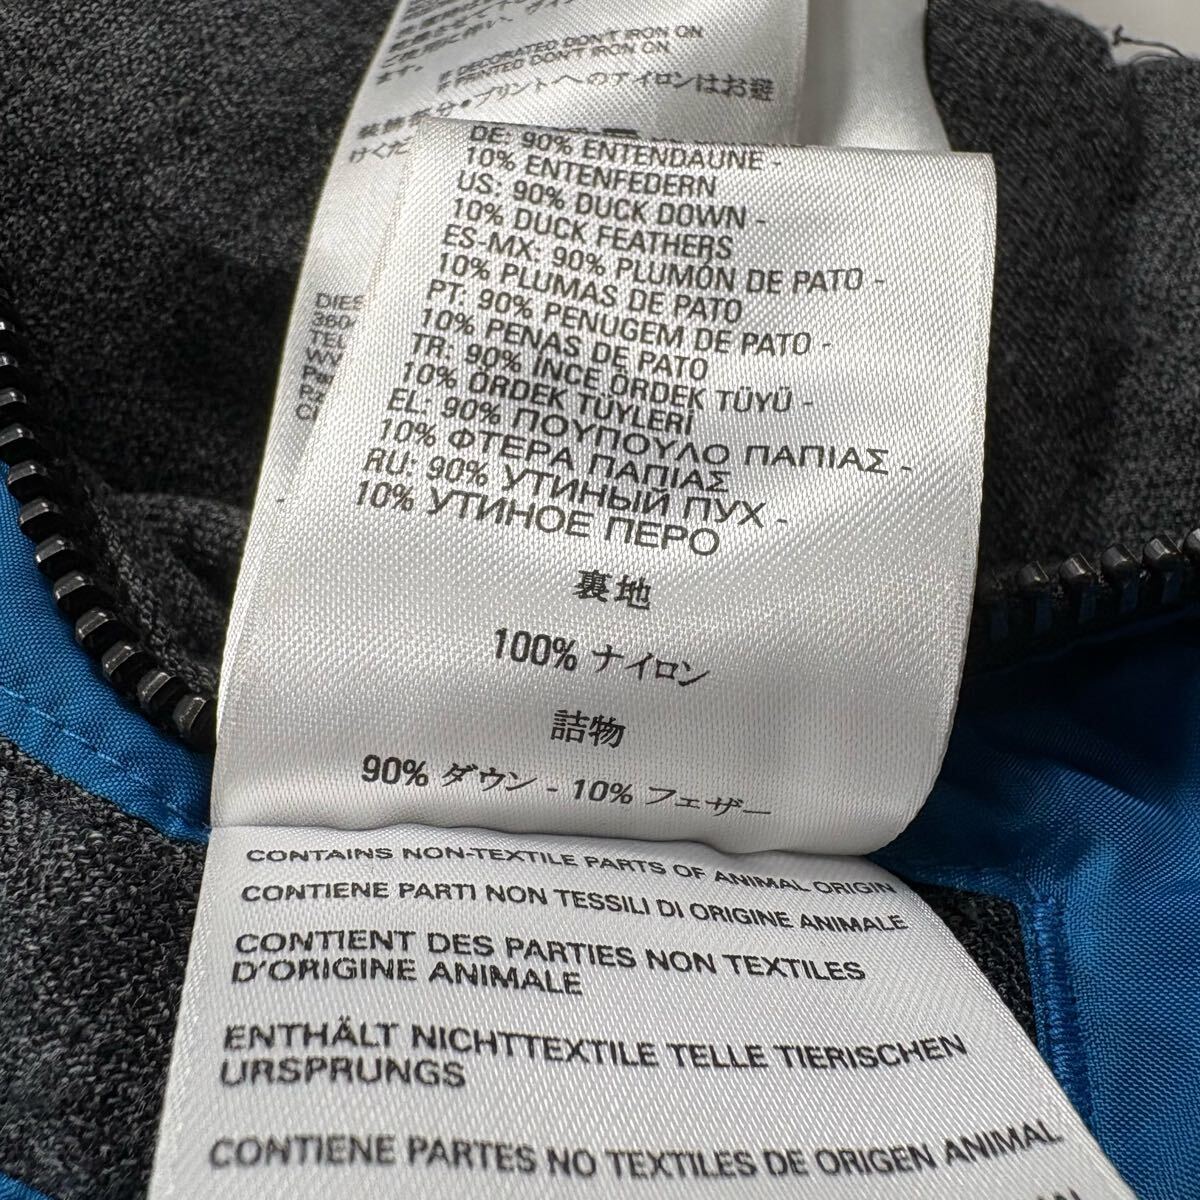 IF DECORATED DON'T IRON ON
IF PRINTED DON'T IRON ON
プリントへのアイロンはお避
けくだ
DIES
DE: 90% ENTENDAUNE -
10% ENTENFEDERN
US: 90% DUCK DOWN -
10% DUCK FEATHERS
ES-MX: 90% PLUMÓN DE PATO -
10% PLUMAS DE PATO
PT: 90% PENUGEM DE PATO -
10% PENAS DE PATO
TR: 90% İNCE ÖRDEK TÜYÜ -
10% ÖRDEK TÜYLERİ
EL: 90% ΠΟΥΠΟΥΛΟ ΠΑΠΙΑΣ -
10% ΦΤΕΡΑ ΠΑΠΙΑΣ
RU: 90% УТИНЫЙ ПУХ -
10% УТИНОЕ ПЕРО
裏地
100% ナイロン
詰物
90% ダウン - 10% フェザー
CONTAINS NON-TEXTILE PARTS OF ANIMAL ORIGIN
CONTIENE PARTI NON TESSILI DI ORIGINE ANIMALE
CONTIENT DES PARTIES NON TEXTILES
D'ORIGINE ANIMALE
ENTHÄLT NICHTTEXTILE TELLE TIERISCHEN
URSPRUNGS
CONTIENE PARTES NO TEXTILES DE ORIGEN ANIMAL